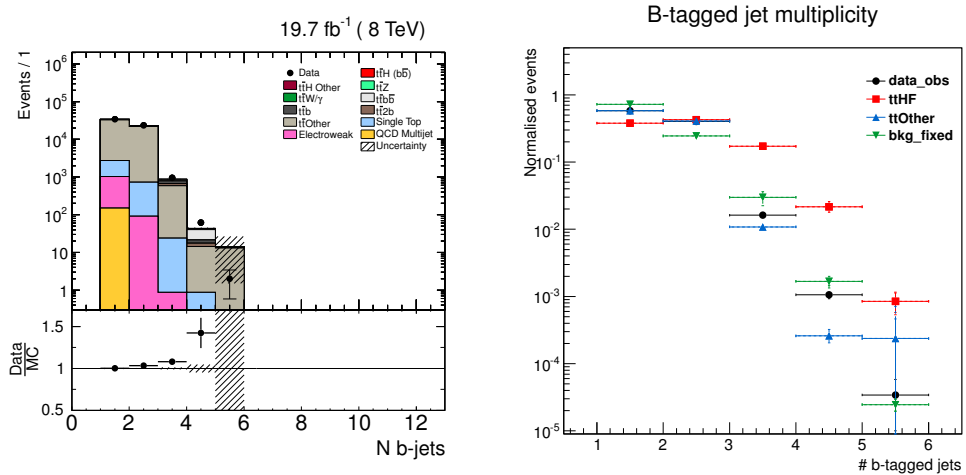 19.7 fb⁻¹ ( 8 TeV)
Events / 1
10⁶
10⁵
10⁴
10³
10²
10
1
Data
tt̄H (bb̄)
tt̄H Other
tt̄Z
tt̄W/γ
tt̄bb̄
tt̄b
tt̄2b
tt̄Other
Single Top
Electroweak
QCD Multijet
Uncertainty
Data
MC
1.5
1
0.5
0 2 4 6 8 10 12
N b-jets
B-tagged jet multiplicity
Normalised events
1
10⁻¹
10⁻²
10⁻³
10⁻⁴
10⁻⁵
data_obs
ttHF
ttOther
bkg_fixed
1 2 3 4 5 6
# b-tagged jets